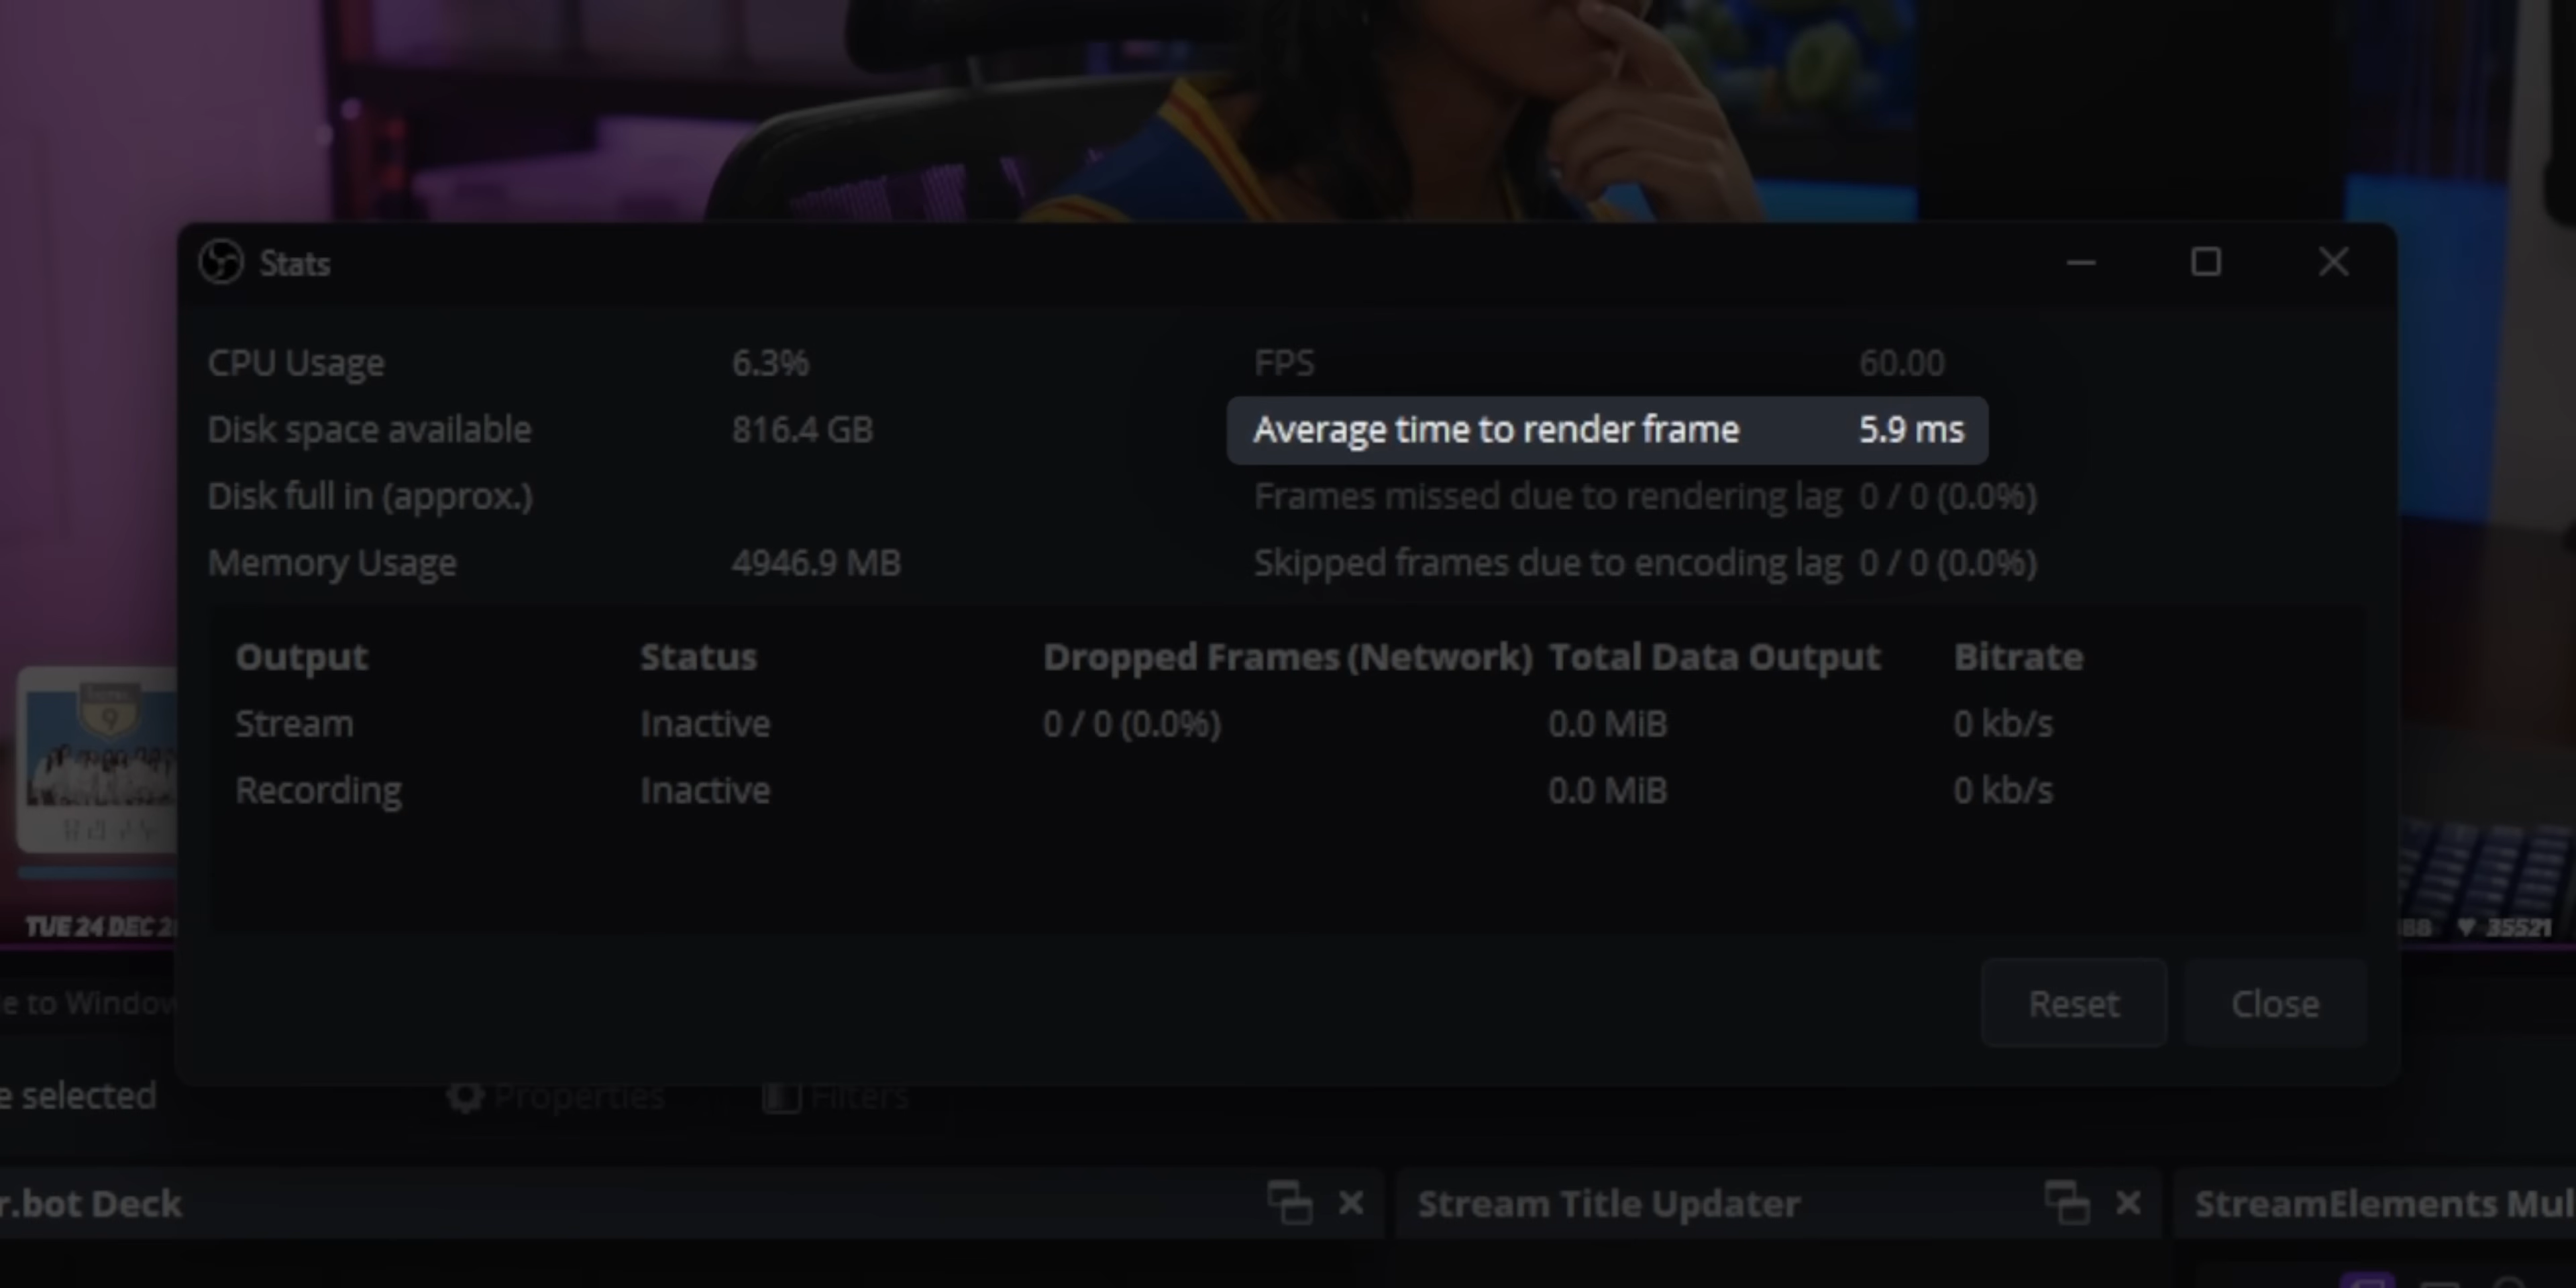 Stats
CPU Usage 6.3% FPS 60.00
Disk space available 816.4 GB Average time to render frame 5.9 ms
Disk full in (approx.) Frames missed due to rendering lag 0 / 0 (0.0%)
Memory Usage 4946.9 MB Skipped frames due to encoding lag 0 / 0 (0.0%)
Output Status Dropped Frames (Network) Total Data Output Bitrate
Stream Inactive 0 / 0 (0.0%) 0.0 MiB 0 kb/s
Recording Inactive 0.0 MiB 0 kb/s
9
TUE 24 DEC 35521
to Window Reset Close
selected Properties Filters
r.bot Deck Stream Title Updater StreamElements Mul